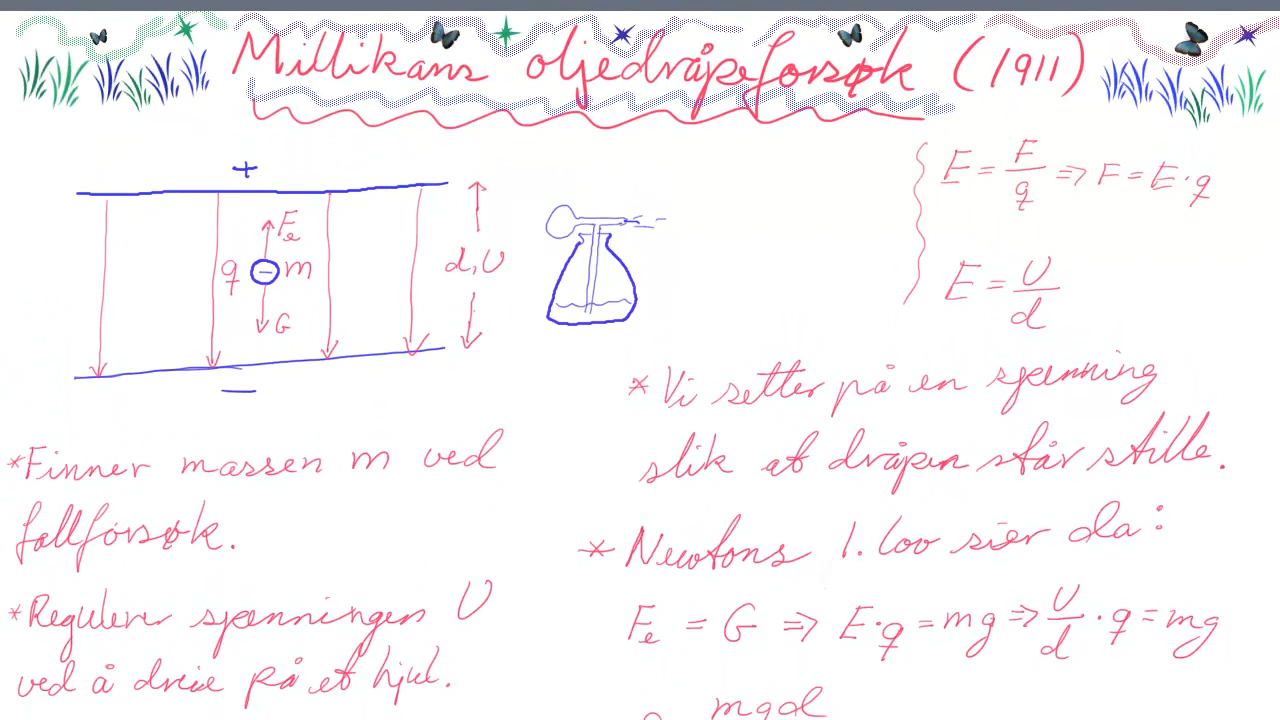 Millikans oljedråpeforsøk (1911)
+
Fe
q − m
G
d, U
−
E = F/q ⇒ F = E·q
E = U/d
*Finner massen m ved
fallforsøk.
*Regulerer spenningen U
ved å dreie på et hjul.
* Vi setter på en spenning
slik at dråpen står stille.
* Newtons 1. lov sier da:
Fe = G ⇒ E·q = mg ⇒ U/d · q = mg
mgd